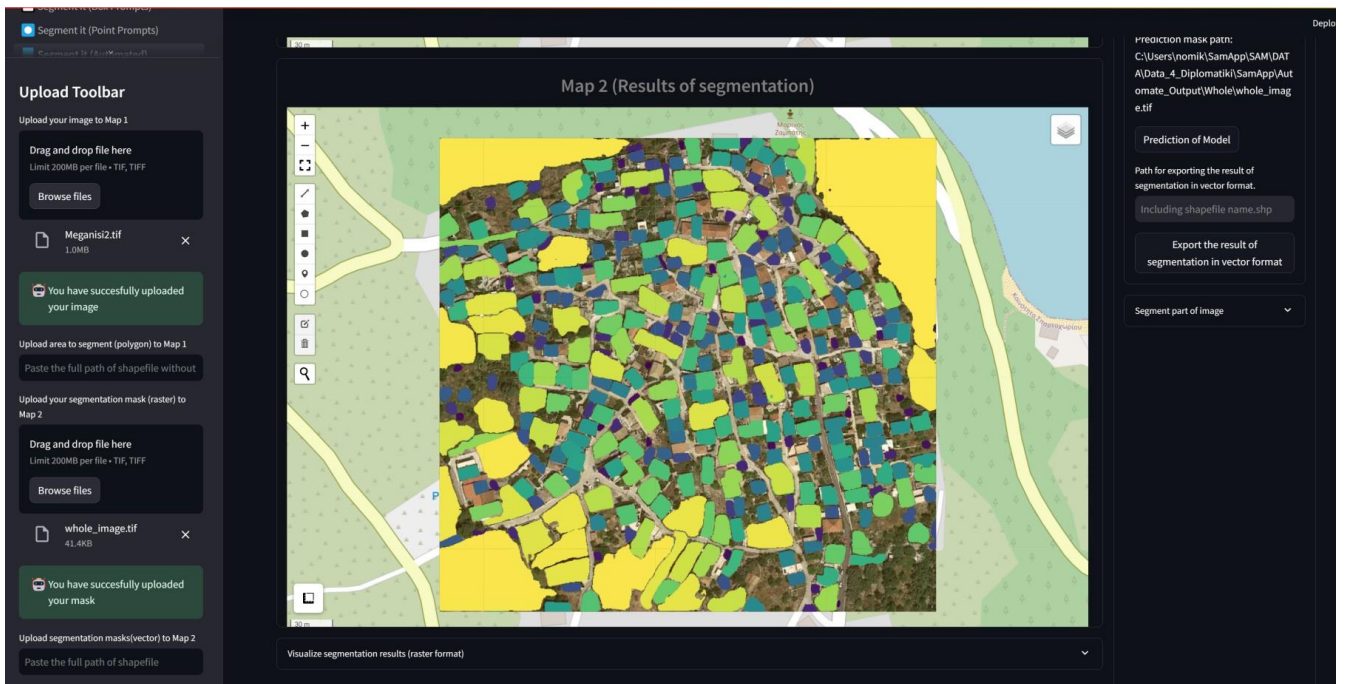 Segment it (Point Prompts)
Segment it (Automated)
Upload Toolbar
Upload your image to Map 1
Drag and drop file here
Limit 200MB per file • TIF, TIFF
Browse files
Meganisi2.tif
1.0MB
You have succesfully uploaded
your image
Upload area to segment (polygon) to Map 1
Paste the full path of shapefile without
Upload your segmentation mask (raster) to
Map 2
Drag and drop file here
Limit 200MB per file • TIF, TIFF
Browse files
whole_image.tif
41.4KB
You have succesfully uploaded
your mask
Upload segmentation masks(vector) to Map 2
Paste the full path of shapefile
30 m
Map 2 (Results of segmentation)
+
−
P
30 m
Visualize segmentation results (raster format)
Deplo
Prediction mask path:
C:\Users\nomik\SamApp\SAM\DAT
A\Data_4_Diplomatiki\SamApp\Aut
omate_Output\Whole\whole_imag
e.tif
Prediction of Model
Path for exporting the result of
segmentation in vector format.
Including shapefile name.shp
Export the result of
segmentation in vector format
Segment part of image